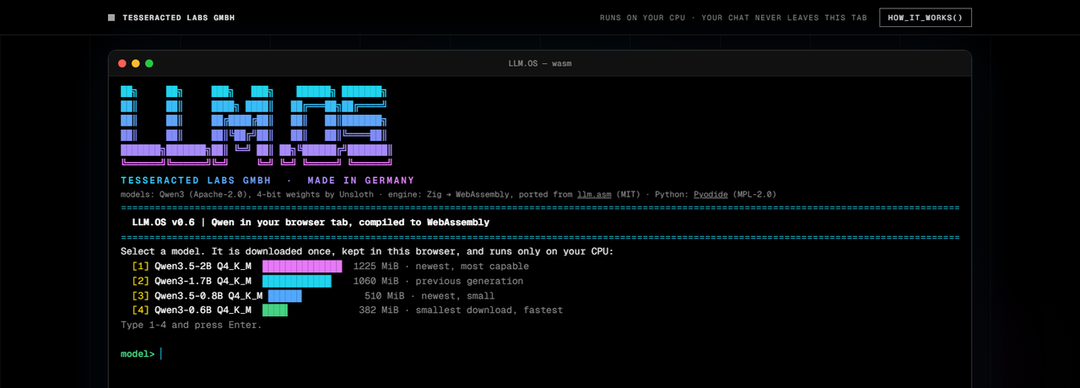 TESSERACTED LABS GMBH
RUNS ON YOUR CPU · YOUR CHAT NEVER LEAVES THIS TAB
HOW_IT_WORKS()
LLM.OS — wasm
LLM.OS
TESSERACTED LABS GMBH · MADE IN GERMANY
models: Qwen3 (Apache-2.0), 4-bit weights by Unsloth · engine: Zig → WebAssembly, ported from llm.asm (MIT) · Python: Pyodide (MPL-2.0)
LLM.OS v0.6 | Qwen in your browser tab, compiled to WebAssembly
Select a model. It is downloaded once, kept in this browser, and runs only on your CPU:
[1] Qwen3.5-2B Q4_K_M 1225 MiB · newest, most capable
[2] Qwen3-1.7B Q4_K_M 1060 MiB · previous generation
[3] Qwen3.5-0.8B Q4_K_M 510 MiB · newest, small
[4] Qwen3-0.6B Q4_K_M 382 MiB · smallest download, fastest
Type 1-4 and press Enter.
model>